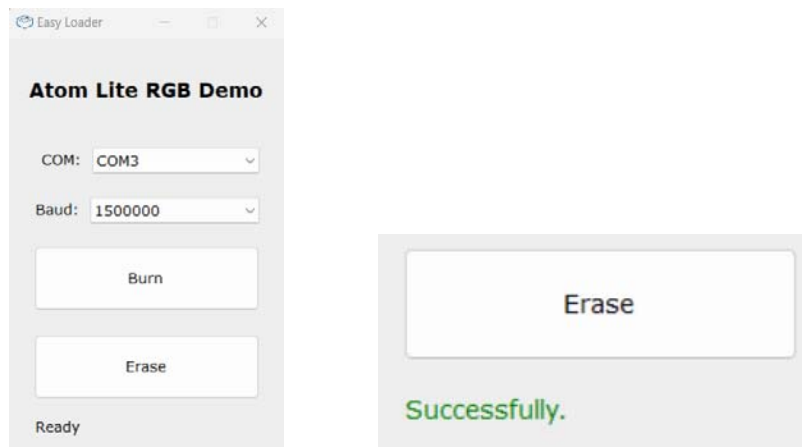 Easy Loader
Atom Lite RGB Demo
COM: COM3
Baud: 1500000
Burn
Erase
Ready
Erase
Successfully.